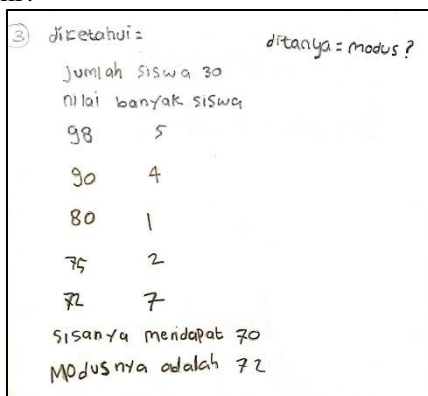 3 diketahui =
ditanya = modus ?
jumlah siswa 30
nilai banyak siswa
98 5
90 4
80 1
75 2
72 7
sisanya mendapat 70
Modusnya adalah 72